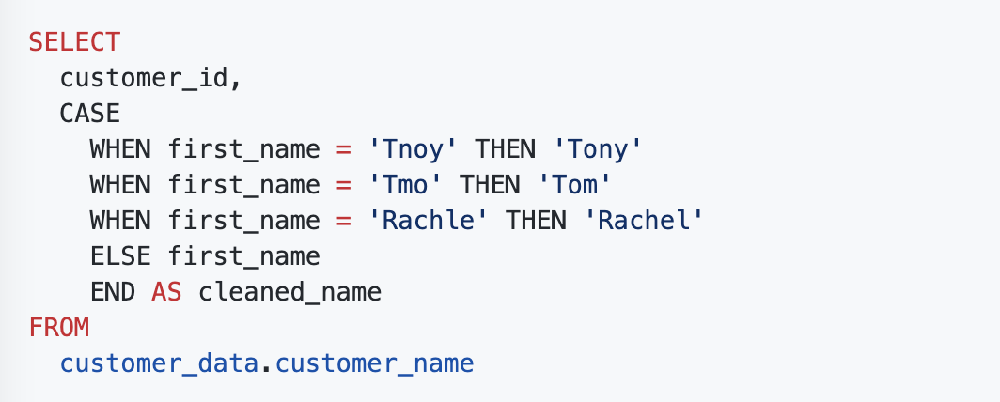 SELECT
  customer_id,
  CASE
    WHEN first_name = 'Tnoy' THEN 'Tony'
    WHEN first_name = 'Tmo' THEN 'Tom'
    WHEN first_name = 'Rachle' THEN 'Rachel'
    ELSE first_name
    END AS cleaned_name
FROM
  customer_data.customer_name